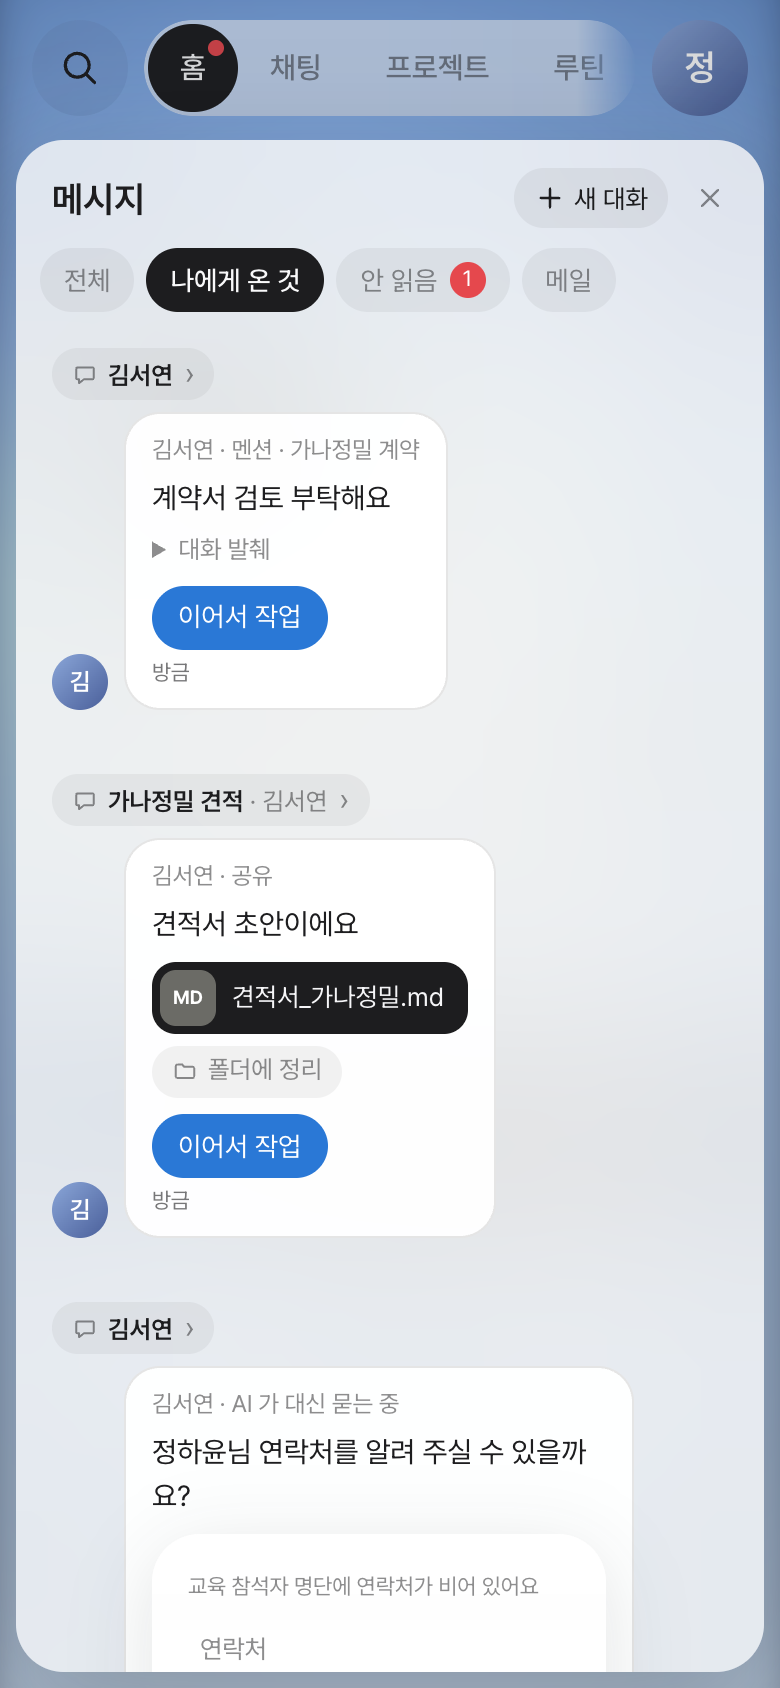 홈
채팅
프로젝트
루틴
정
메시지
새 대화
전체
나에게 온 것
안 읽음 1
메일
김서연
김서연 · 멘션 · 가나정밀 계약
계약서 검토 부탁해요
대화 발췌
이어서 작업
방금
김
가나정밀 견적 · 김서연
김서연 · 공유
견적서 초안이에요
MD 견적서_가나정밀.md
폴더에 정리
이어서 작업
방금
김
김서연
김서연 · AI 가 대신 묻는 중
정하윤님 연락처를 알려 주실 수 있을까
요?
교육 참석자 명단에 연락처가 비어 있어요
연락처